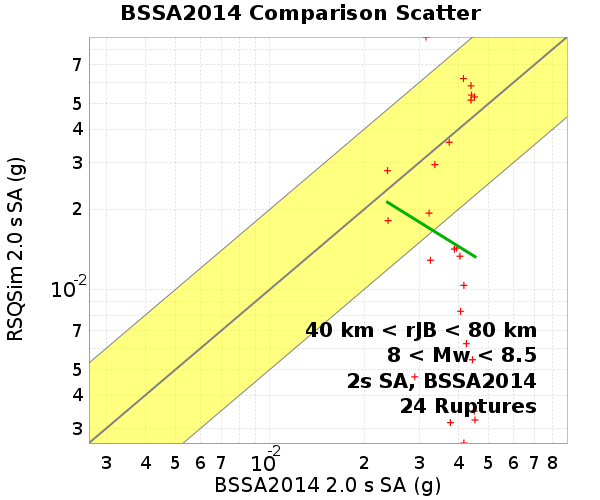 BSSA2014 Comparison Scatter
RSQSim 2.0 s SA (g)
7
5
4
3
2
10-2
7
5
4
3
40 km < rJB < 80 km
8 < Mw < 8.5
2s SA, BSSA2014
24 Ruptures
3 4 5 6 7 8 10-2 2 3 4 5 6 7 8
BSSA2014 2.0 s SA (g)